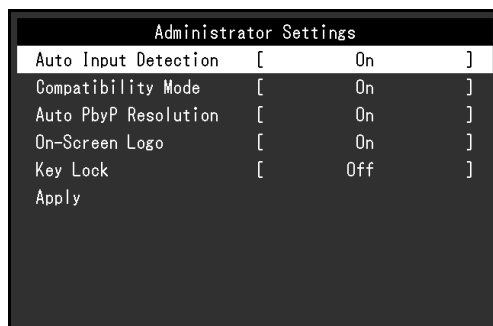 Administrator Settings
Auto Input Detection [ On ]
Compatibility Mode [ On ]
Auto PbyP Resolution [ On ]
On-Screen Logo [ On ]
Key Lock [ Off ]
Apply